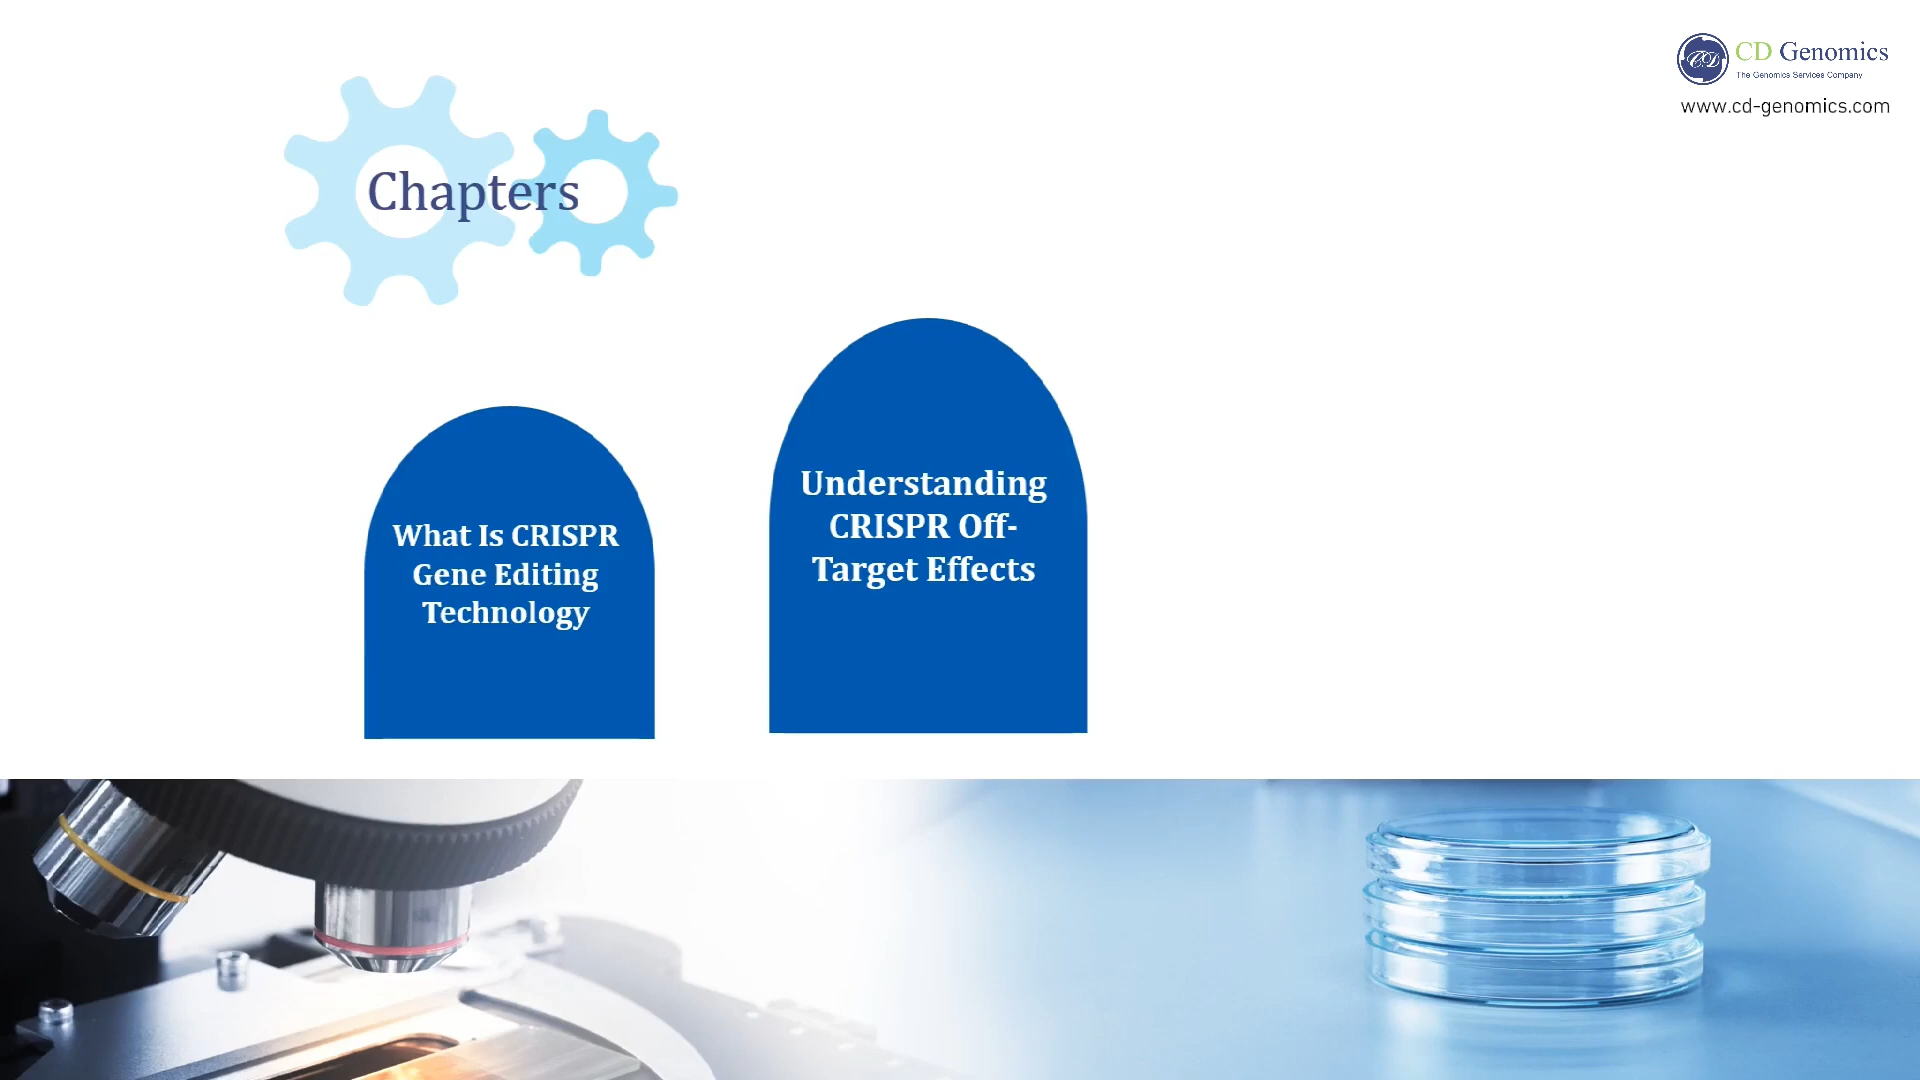 CD Genomics
The Genomics Services Company
www.cd-genomics.com
Chapters
What Is CRISPR
Gene Editing
Technology
Understanding
CRISPR Off-
Target Effects